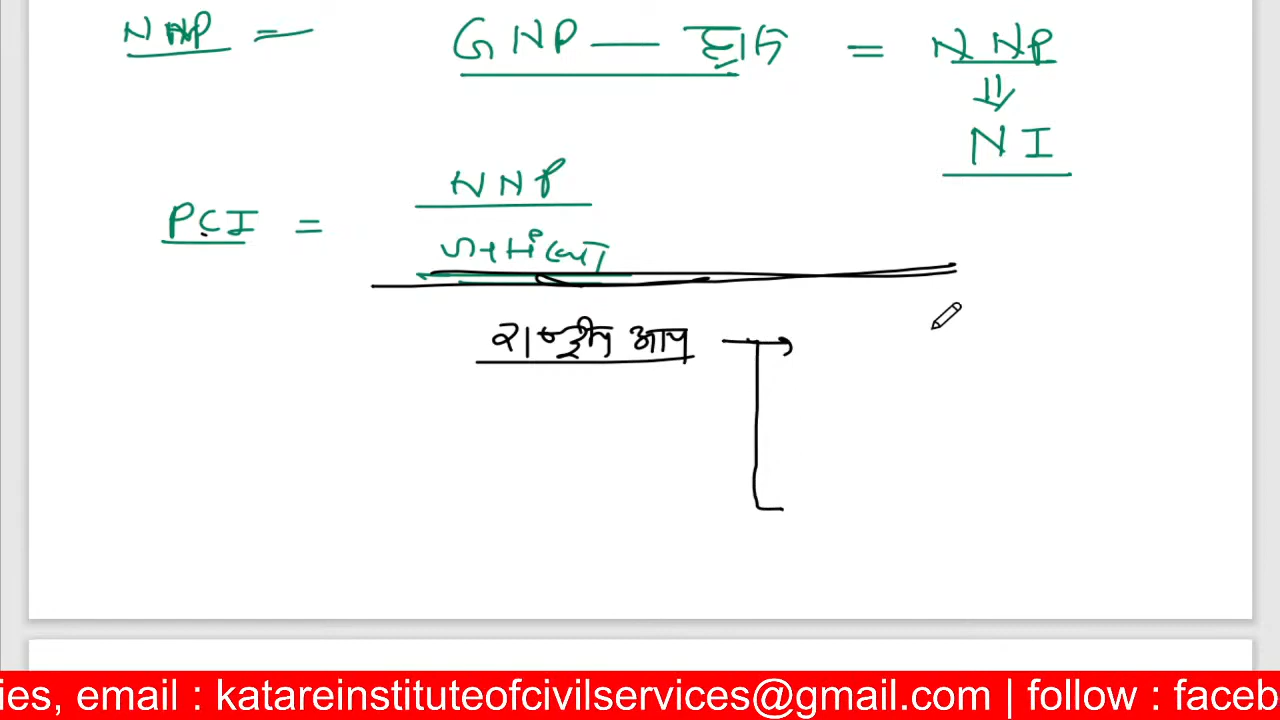 NNP = GNP — ह्रास = NNP
⇓
NI
PCI = NNP
जनसंख्या
राष्ट्रीय आय →
ies, email : katareinstituteofcivilservices@gmail.com | follow : faceb